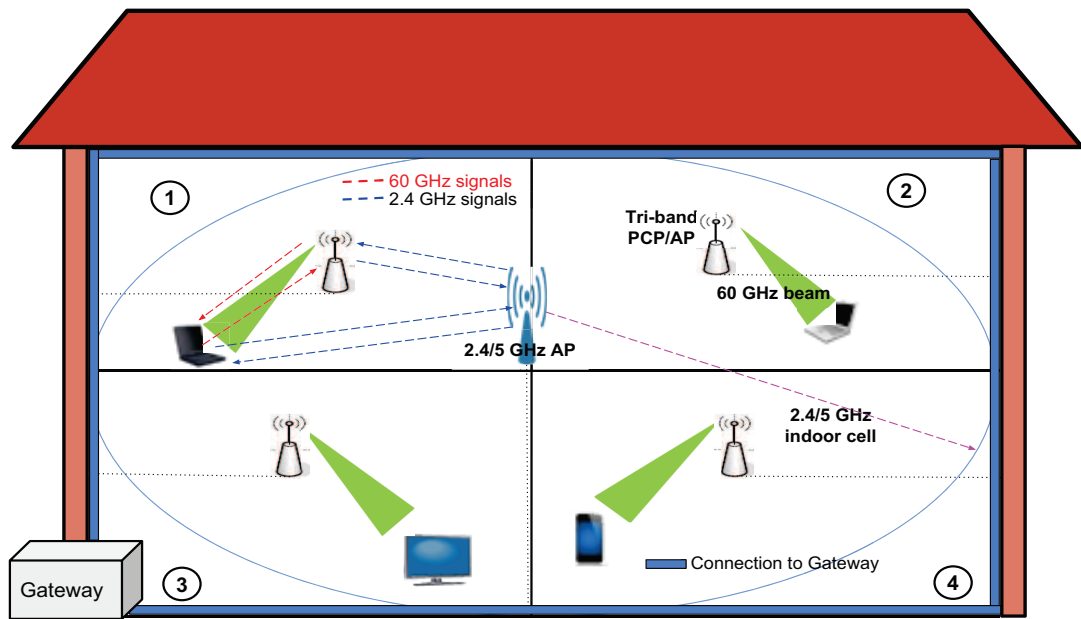 1
60 GHz signals
2.4 GHz signals
2
Tri-band
PCP/AP
60 GHz beam
2.4/5 GHz AP
2.4/5 GHz
indoor cell
Connection to Gateway
3
4
Gateway